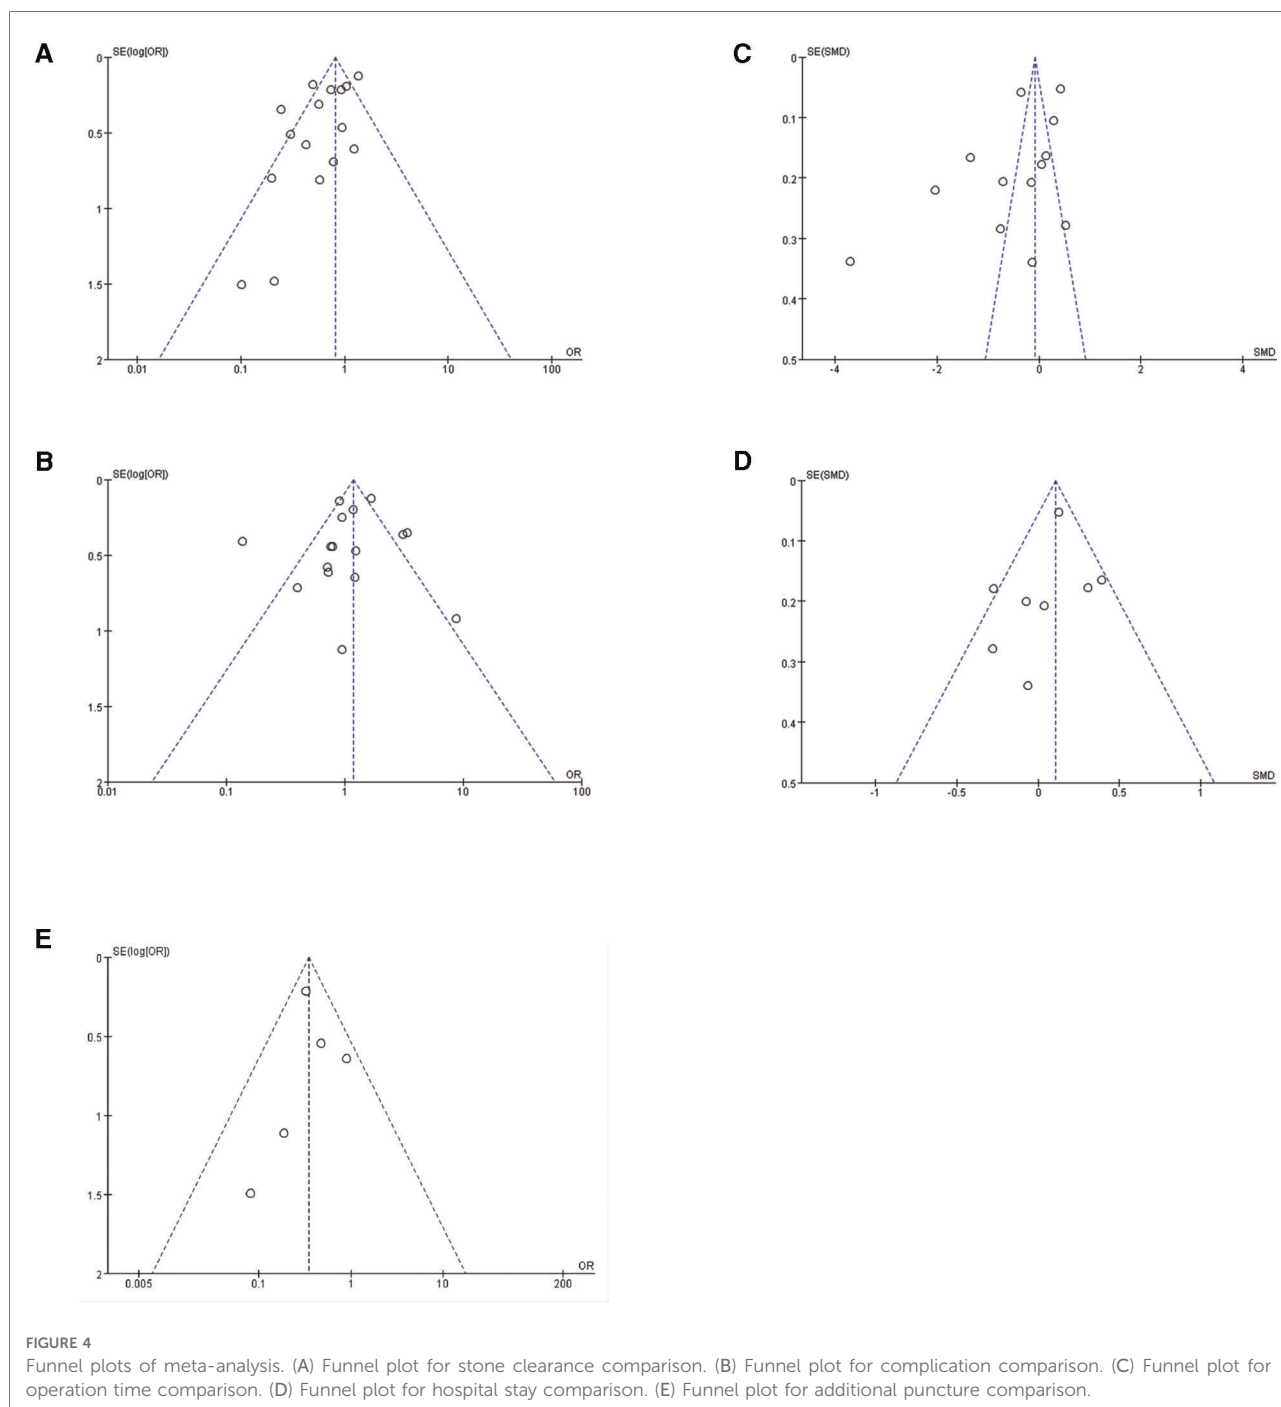 A
SE(log[OR])
0
0.5
1
1.5
2
0.01
0.1
1
10
100
OR
C
SE(SMD)
0
0.1
0.2
0.3
0.4
0.5
-4
-2
0
2
4
SMD
B
SE(log[OR])
0
0.5
1
1.5
2
0.01
0.1
1
10
100
OR
D
SE(SMD)
0
0.1
0.2
0.3
0.4
0.5
-1
-0.5
0
0.5
1
SMD
E
SE(log[OR])
0
0.5
1
1.5
2
0.005
0.1
1
10
200
OR
FIGURE 4
Funnel plots of meta-analysis. (A) Funnel plot for stone clearance comparison. (B) Funnel plot for complication comparison. (C) Funnel plot for
operation time comparison. (D) Funnel plot for hospital stay comparison. (E) Funnel plot for additional puncture comparison.